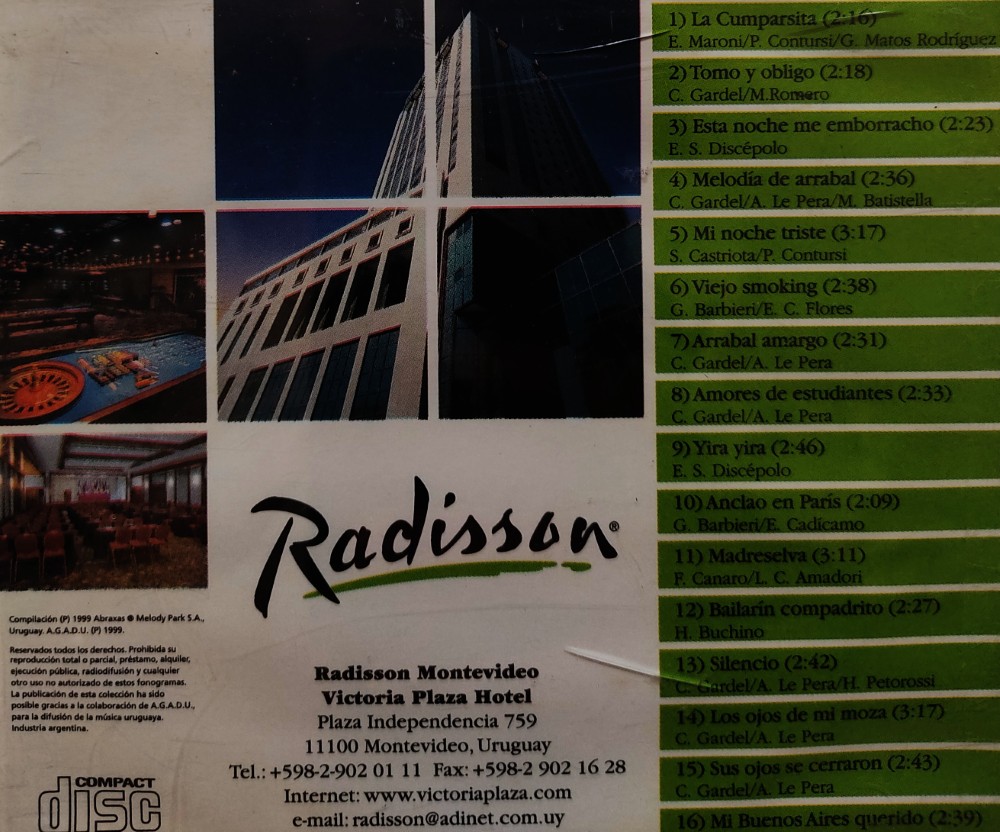 1) La Cumparsita (2:16)
E. Maroni/P. Contursi/G. Matos Rodríguez
2) Tomo y obligo (2:18)
C. Gardel/M.Romero
3) Esta noche me emborracho (2:23)
E. S. Discépolo
4) Melodía de arrabal (2:36)
C. Gardel/A. Le Pera/M. Batistella
5) Mi noche triste (3:17)
S. Castriota/P. Contursi
6) Viejo smoking (2:38)
G. Barbieri/E. C. Flores
7) Arrabal amargo (2:31)
C. Gardel/A. Le Pera
8) Amores de estudiantes (2:33)
C. Gardel/A. Le Pera
9) Yira yira (2:46)
E. S. Discépolo
10) Anclao en París (2:09)
G. Barbieri/E. Cadícamo
11) Madreselva (3:11)
F. Canaro/L. C. Amadori
12) Bailarín compadrito (2:27)
H. Buchino
13) Silencio (2:42)
C. Gardel/A. Le Pera/H. Petorossi
14) Los ojos de mi moza (3:17)
C. Gardel/A. Le Pera
15) Sus ojos se cerraron (2:43)
C. Gardel/A. Le Pera
16) Mi Buenos Aires querido (2:39)
Radisson®
Radisson Montevideo
Victoria Plaza Hotel
Plaza Independencia 759
11100 Montevideo, Uruguay
Tel.: +598-2-902 01 11 Fax: +598-2 902 16 28
Internet: www.victoriaplaza.com
e-mail: radisson@adinet.com.uy
Compilación (P) 1999 Abraxas ® Melody Park S.A.,
Uruguay. A.G.A.D.U. (P) 1999.
Reservados todos los derechos. Prohibida su
reproducción total o parcial, préstamo, alquiler,
ejecución pública, radiodifusión y cualquier
otro uso no autorizado de estos fonogramas.
La publicación de esta colección ha sido
posible gracias a la colaboración de A.G.A.D.U.,
para la difusión de la música uruguaya.
Industria argentina.
COMPACT
disc